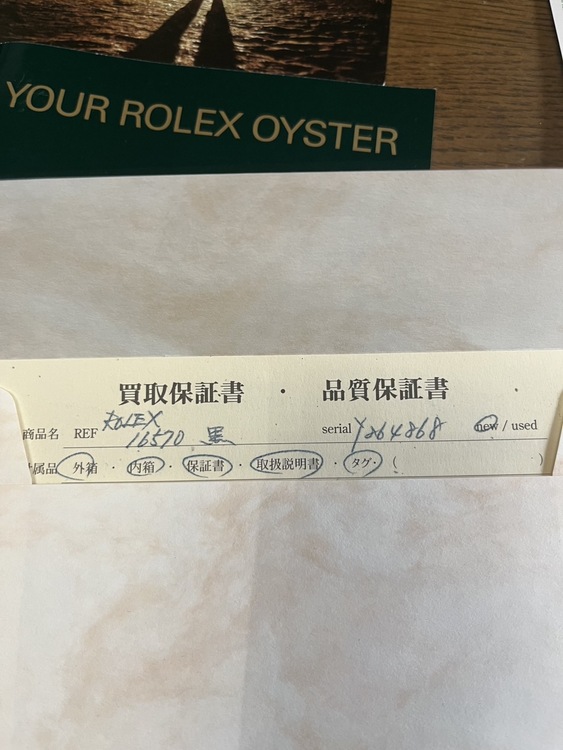 YOUR ROLEX OYSTER
買取保証書 ・ 品質保証書
商品名 REF ROLEX 16570 黒 serial Y264868 new / used
属品 外箱 ・ 内箱 ・ 保証書 ・ 取扱説明書 ・ タグ ・ ( )